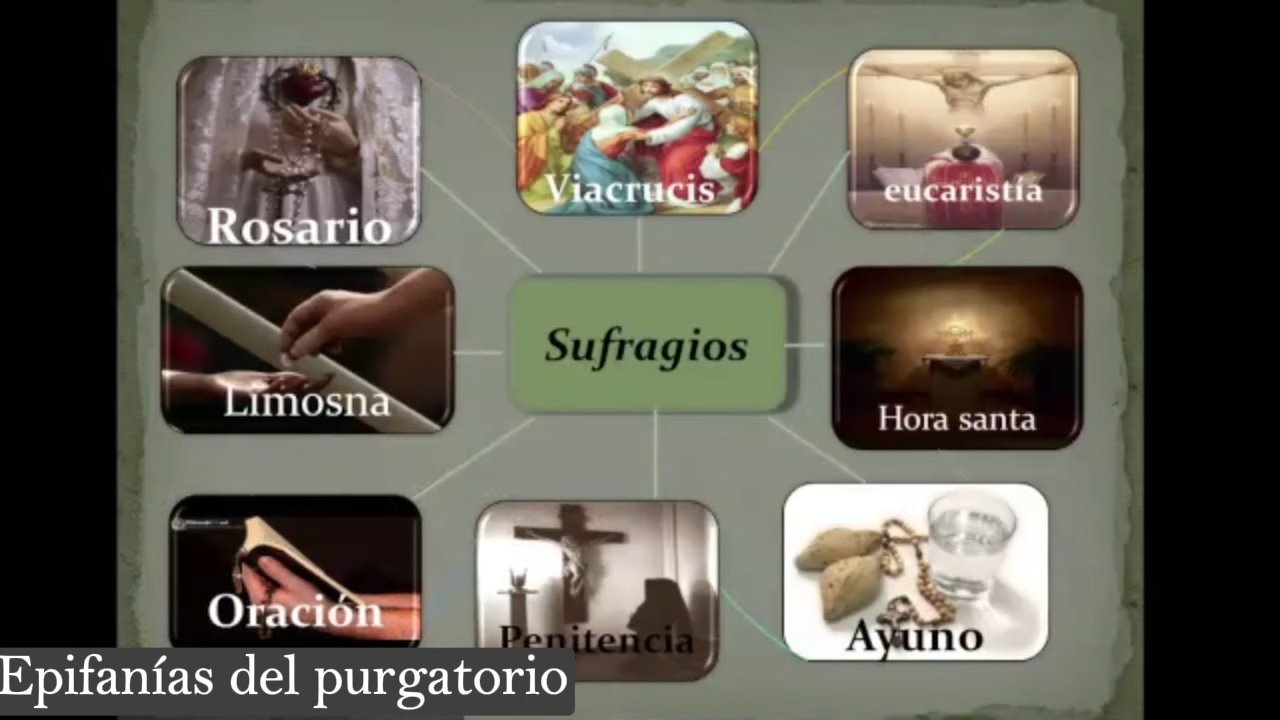 Viacrucis
Rosario
eucaristía
Sufragios
Limosna
Hora santa
Oración
Penitencia
Ayuno
Epifanías del purgatorio